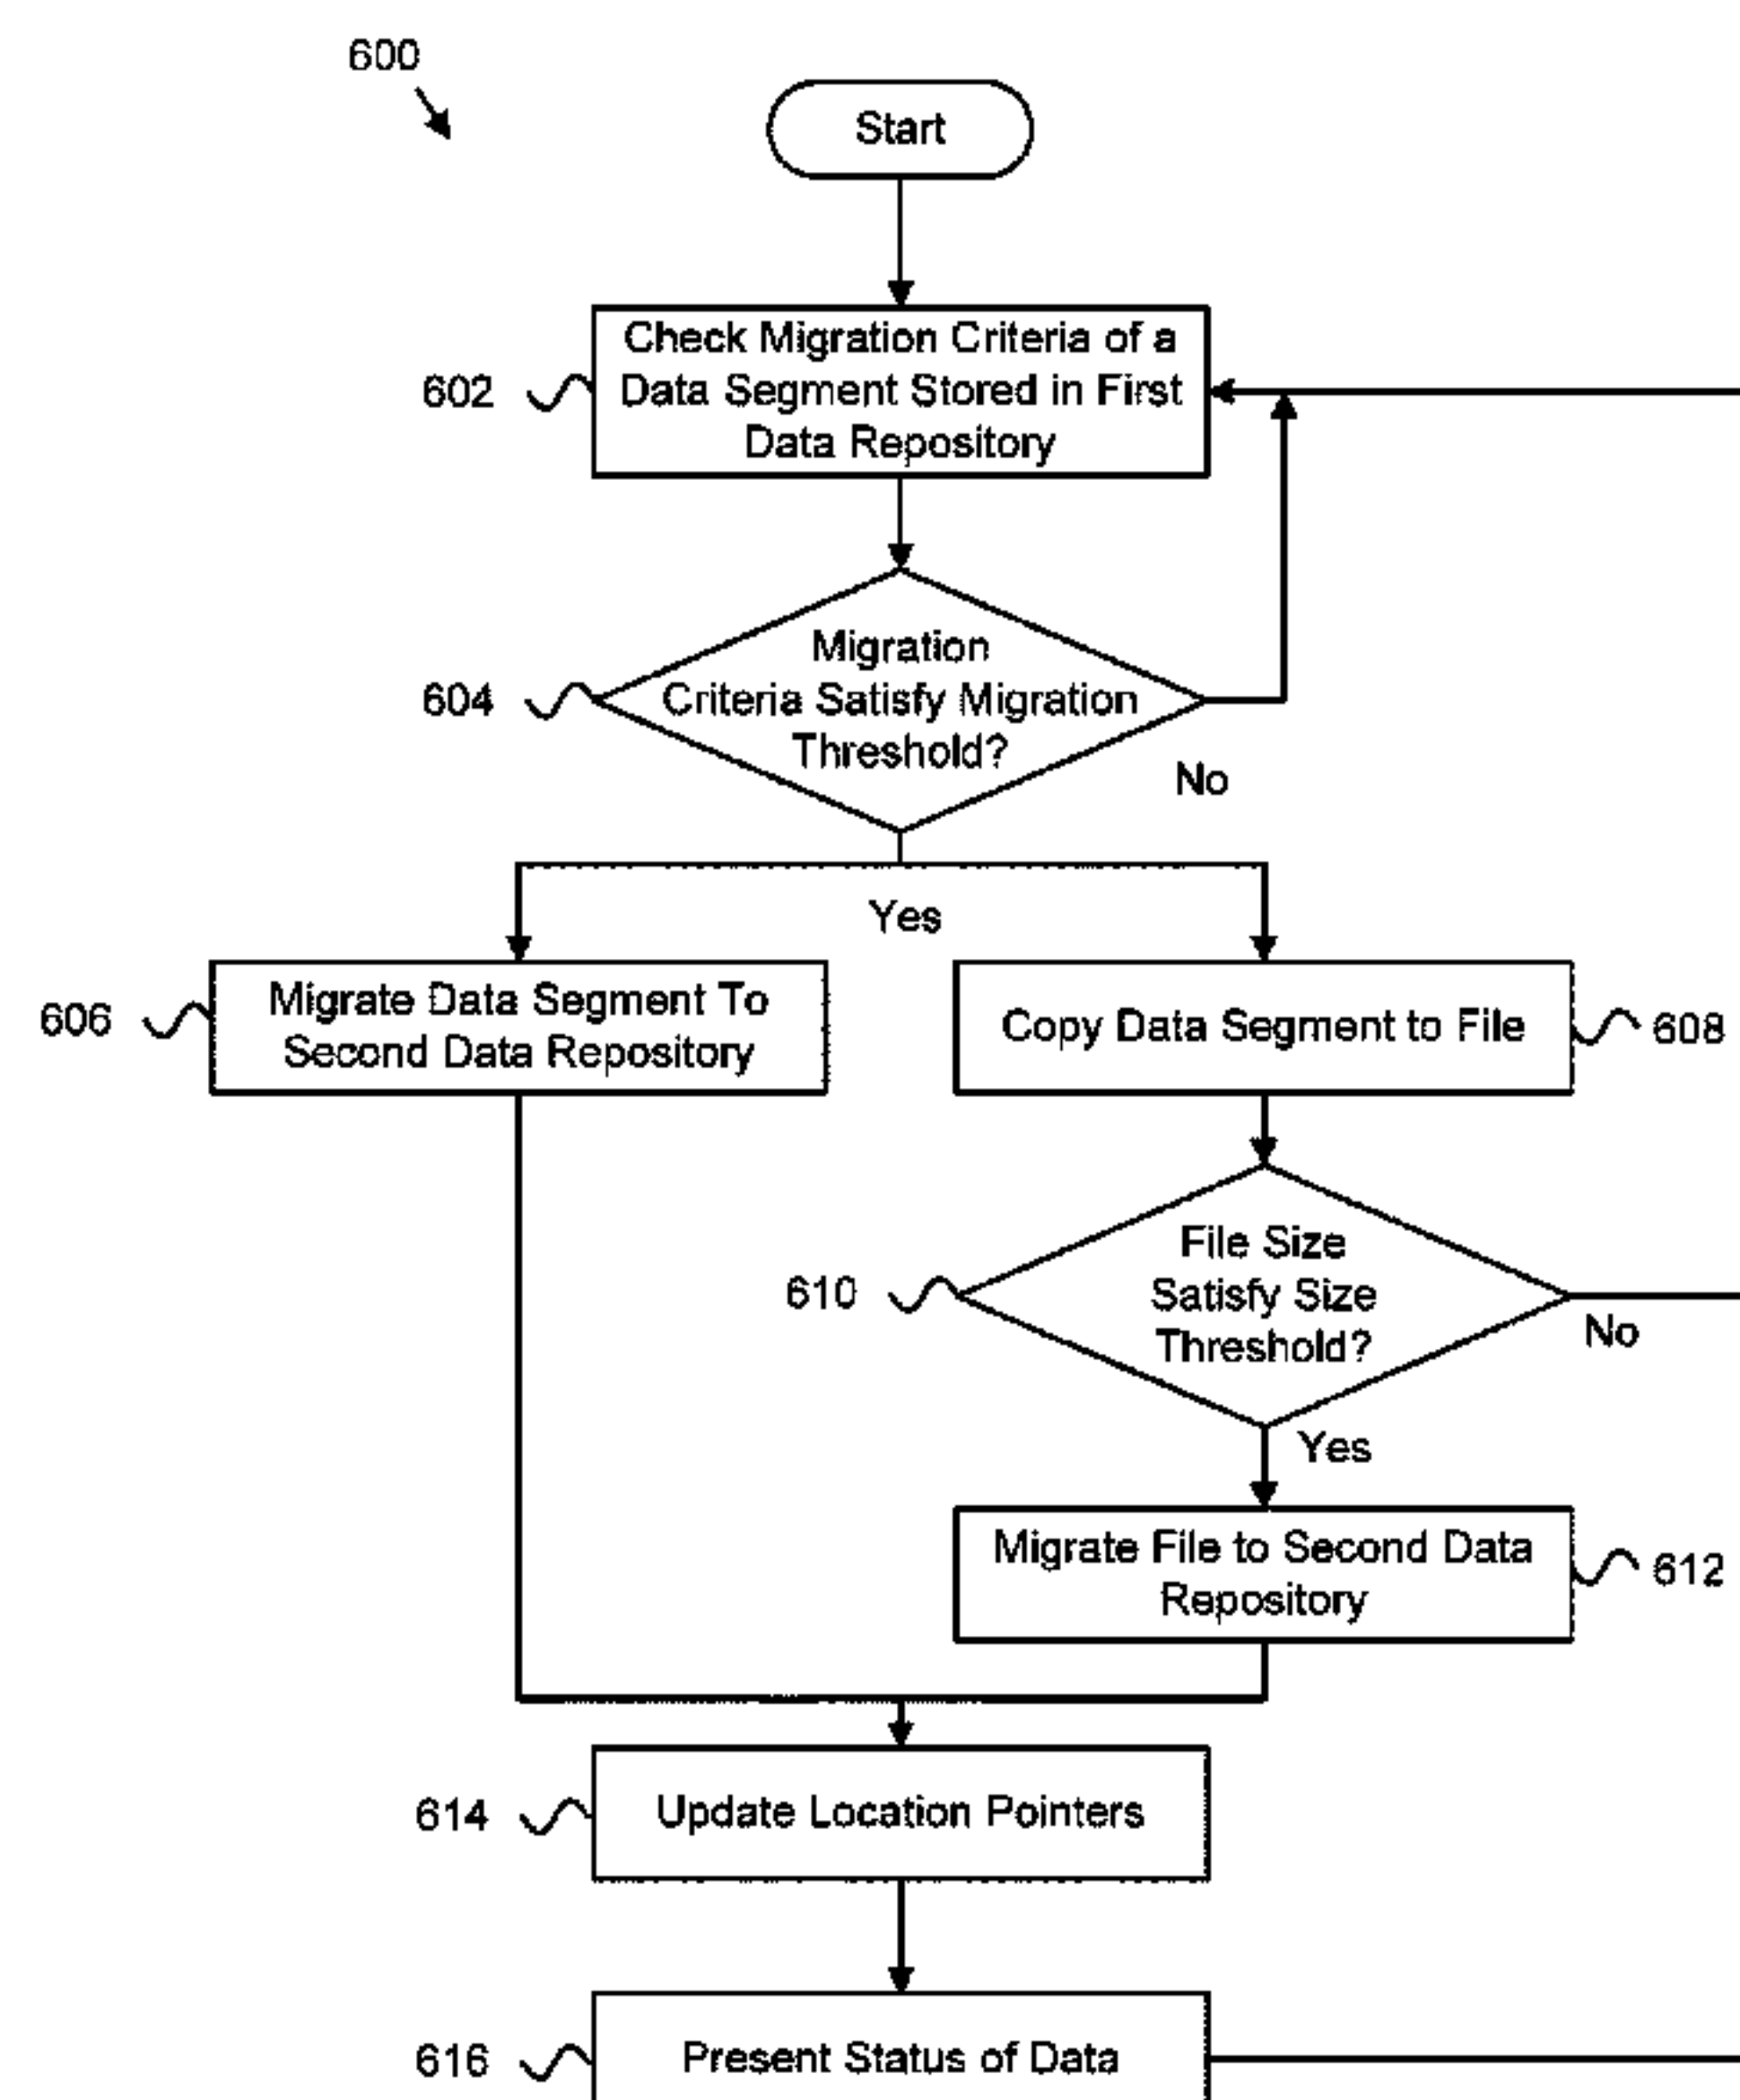 600
Start
602
Check Migration Criteria of a
Data Segment Stored in First
Data Repository
604
Migration
Criteria Satisfy Migration
Threshold?
No
Yes
606
Migrate Data Segment To
Second Data Repository
Copy Data Segment to File
608
610
File Size
Satisfy Size
Threshold?
No
Yes
Migrate File to Second Data
Repository
612
614
Update Location Pointers
616
Present Status of Data